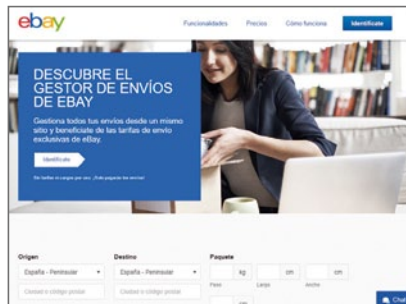 ebay
Funcionalidades Precios Cómo funciona Identifícate
DESCUBRE EL
GESTOR DE ENVÍOS
DE EBAY
Gestiona todos tus envíos desde un mismo
sitio y benefíciate de las tarifas de envío
exclusivas de eBay.
Identifícate
Origen Destino Paquete
España - Peninsular España - Peninsular kg cm cm
Peso Largo Ancho
Ciudad o código postal Ciudad o código postal
cm
Chat